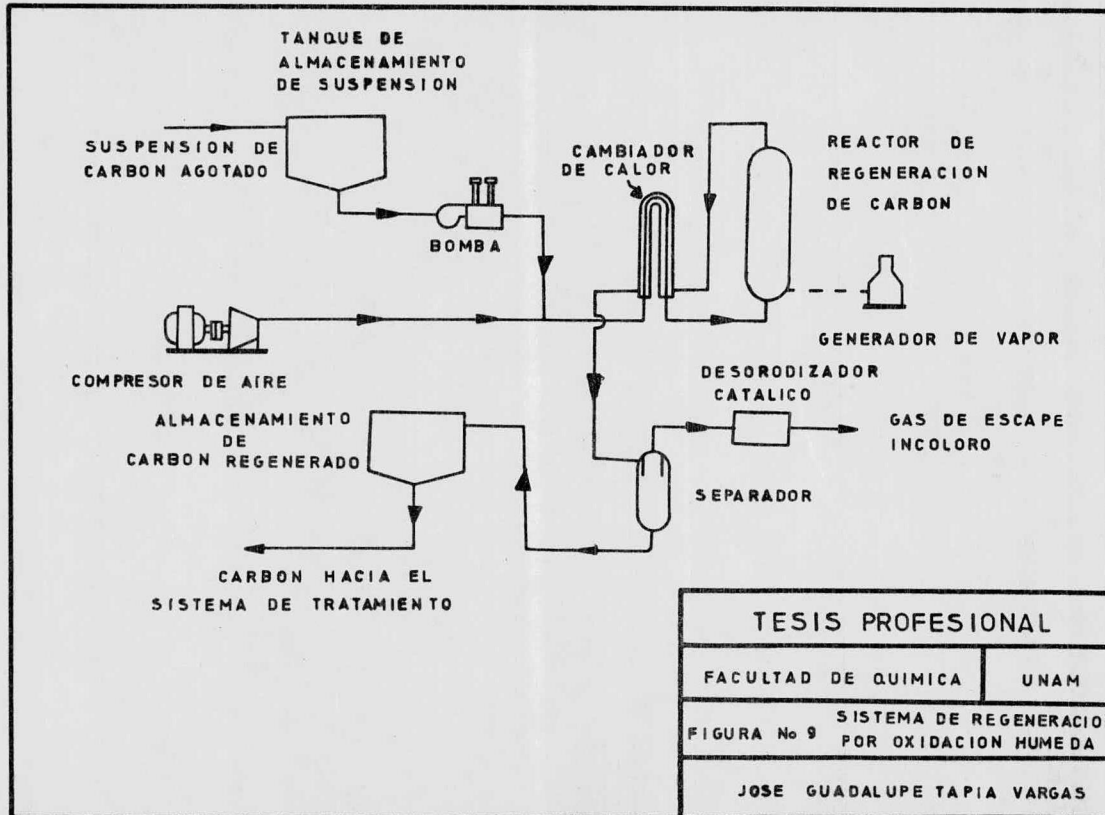 TANQUE DE
ALMACENAMIENTO
DE SUSPENSION
SUSPENSION DE
CARBON AGOTADO
BOMBA
CAMBIADOR
DE CALOR
REACTOR DE
REGENERACION
DE CARBON
GENERADOR DE VAPOR
COMPRESOR DE AIRE
DESORODIZADOR
CATALICO
GAS DE ESCAPE
INCOLORO
ALMACENAMIENTO
DE
CARBON REGENERADO
SEPARADOR
CARBON HACIA EL
SISTEMA DE TRATAMIENTO
TESIS PROFESIONAL
FACULTAD DE QUIMICA UNAM
FIGURA No 9 SISTEMA DE REGENERACIO
POR OXIDACION HUMEDA
JOSE GUADALUPE TAPIA VARGAS